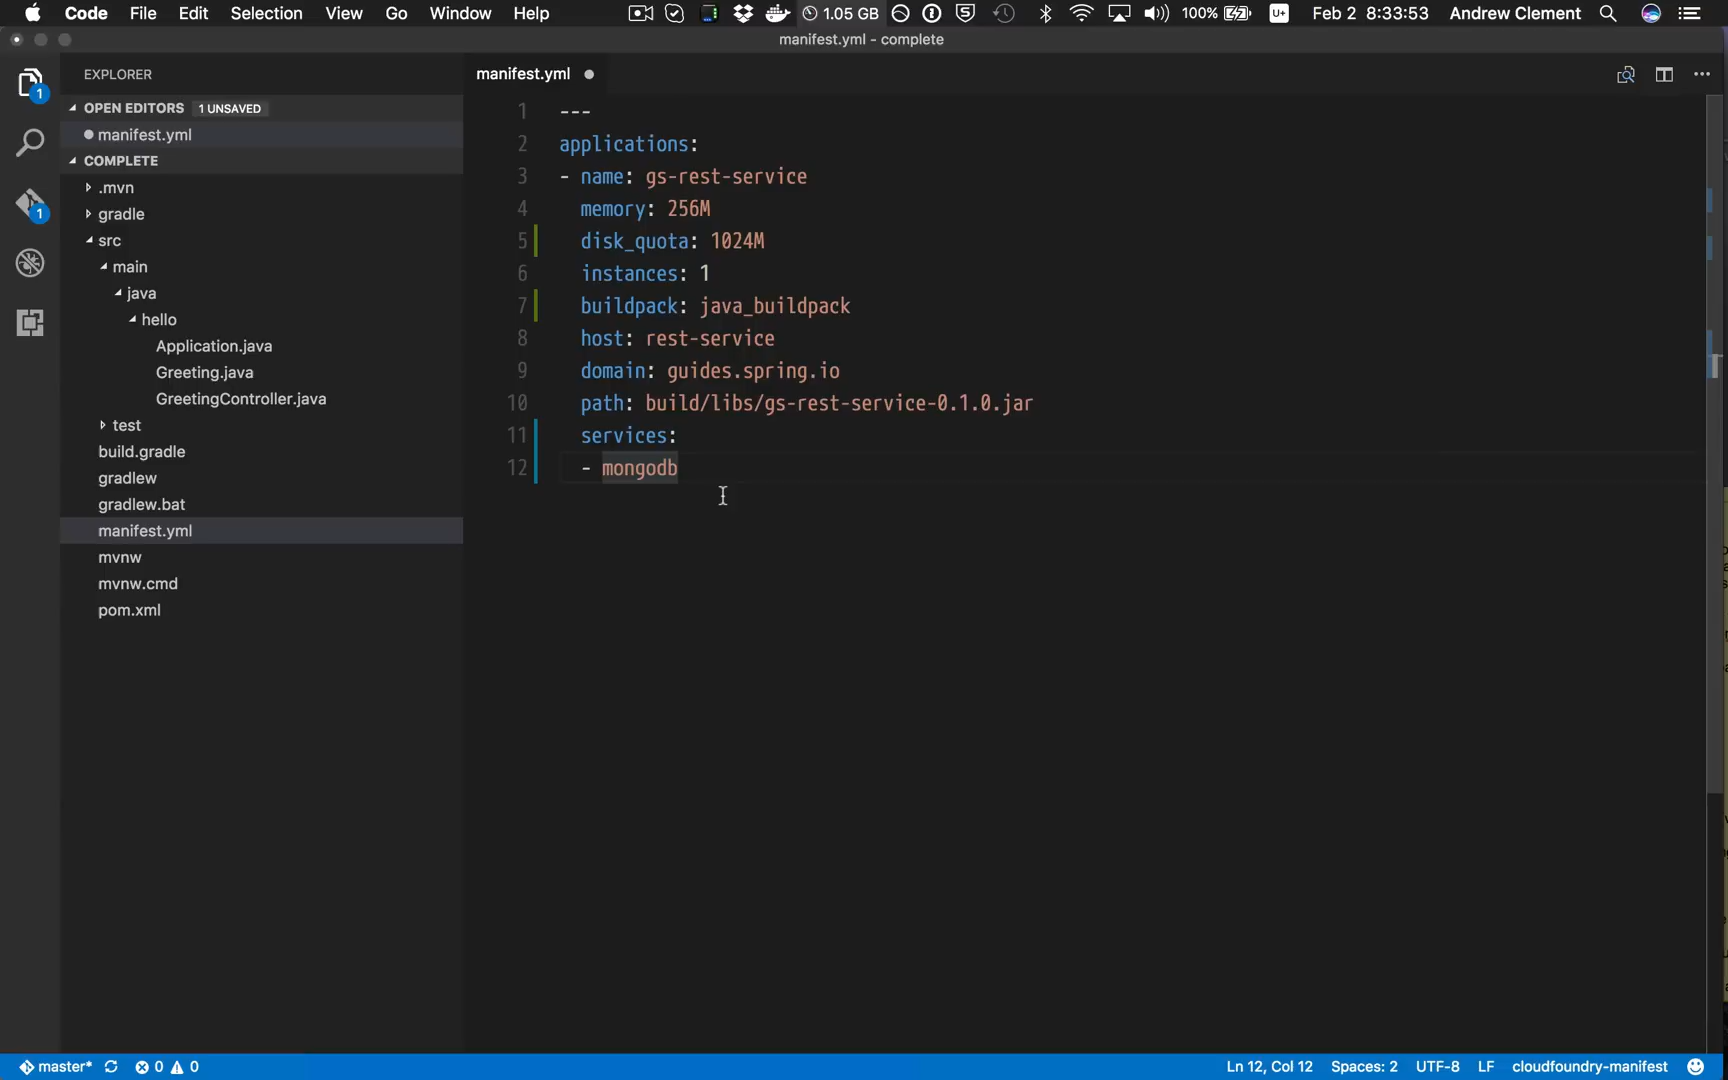 Code File Edit Selection View Go Window Help 1.05 GB 100% U+ Feb 2 8:33:53 Andrew Clement
manifest.yml - complete
EXPLORER
OPEN EDITORS 1 UNSAVED
manifest.yml
COMPLETE
.mvn
gradle
src
main
java
hello
Application.java
Greeting.java
GreetingController.java
test
build.gradle
gradlew
gradlew.bat
manifest.yml
mvnw
mvnw.cmd
pom.xml
1
1
manifest.yml
1 ---
2 applications:
3 - name: gs-rest-service
4 memory: 256M
5 disk_quota: 1024M
6 instances: 1
7 buildpack: java_buildpack
8 host: rest-service
9 domain: guides.spring.io
10 path: build/libs/gs-rest-service-0.1.0.jar
11 services:
12 - mongodb
master* 0 0 Ln 12, Col 12 Spaces: 2 UTF-8 LF cloudfoundry-manifest